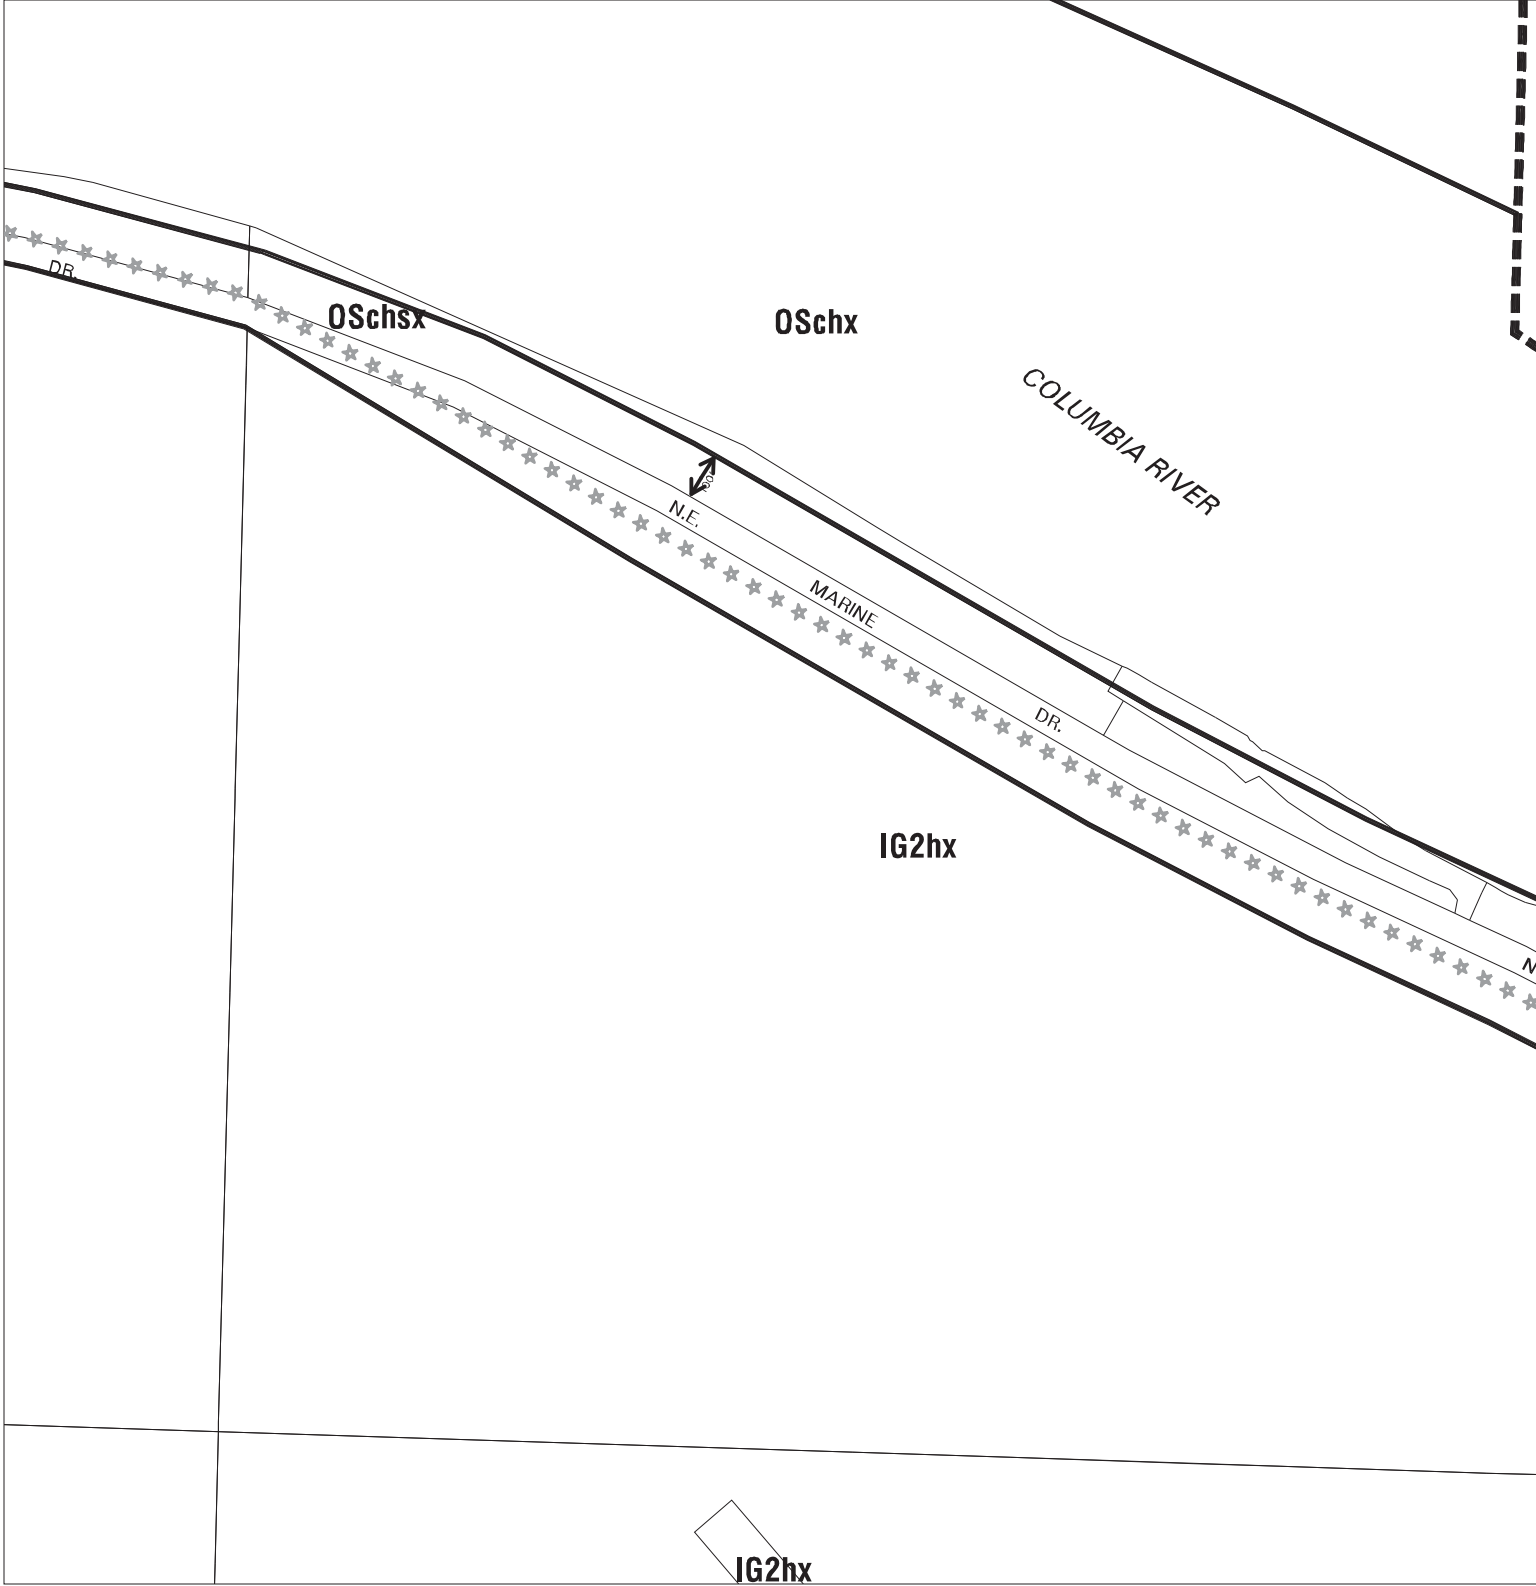 DR.
OSchsx
OSchx
COLUMBIA RIVER
N.E.
MARINE
DR.
IG2hx
IG2hx